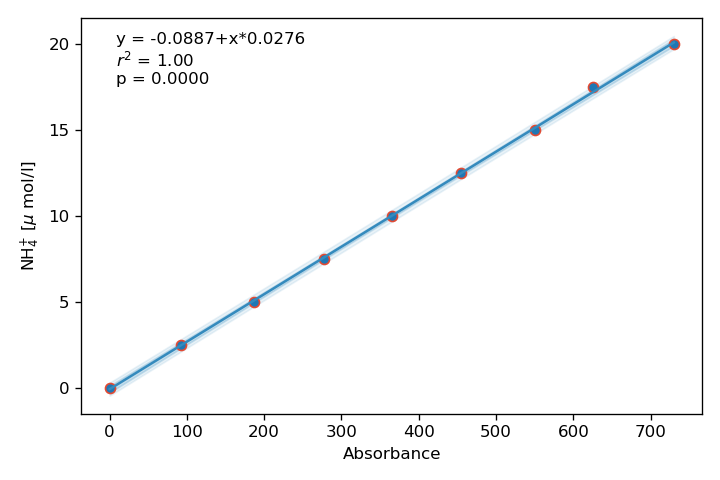 y = -0.0887+x*0.0276
r² = 1.00
p = 0.0000
NH₄⁺ [μ mol/l]
20
15
10
5
0
0 100 200 300 400 500 600 700
Absorbance